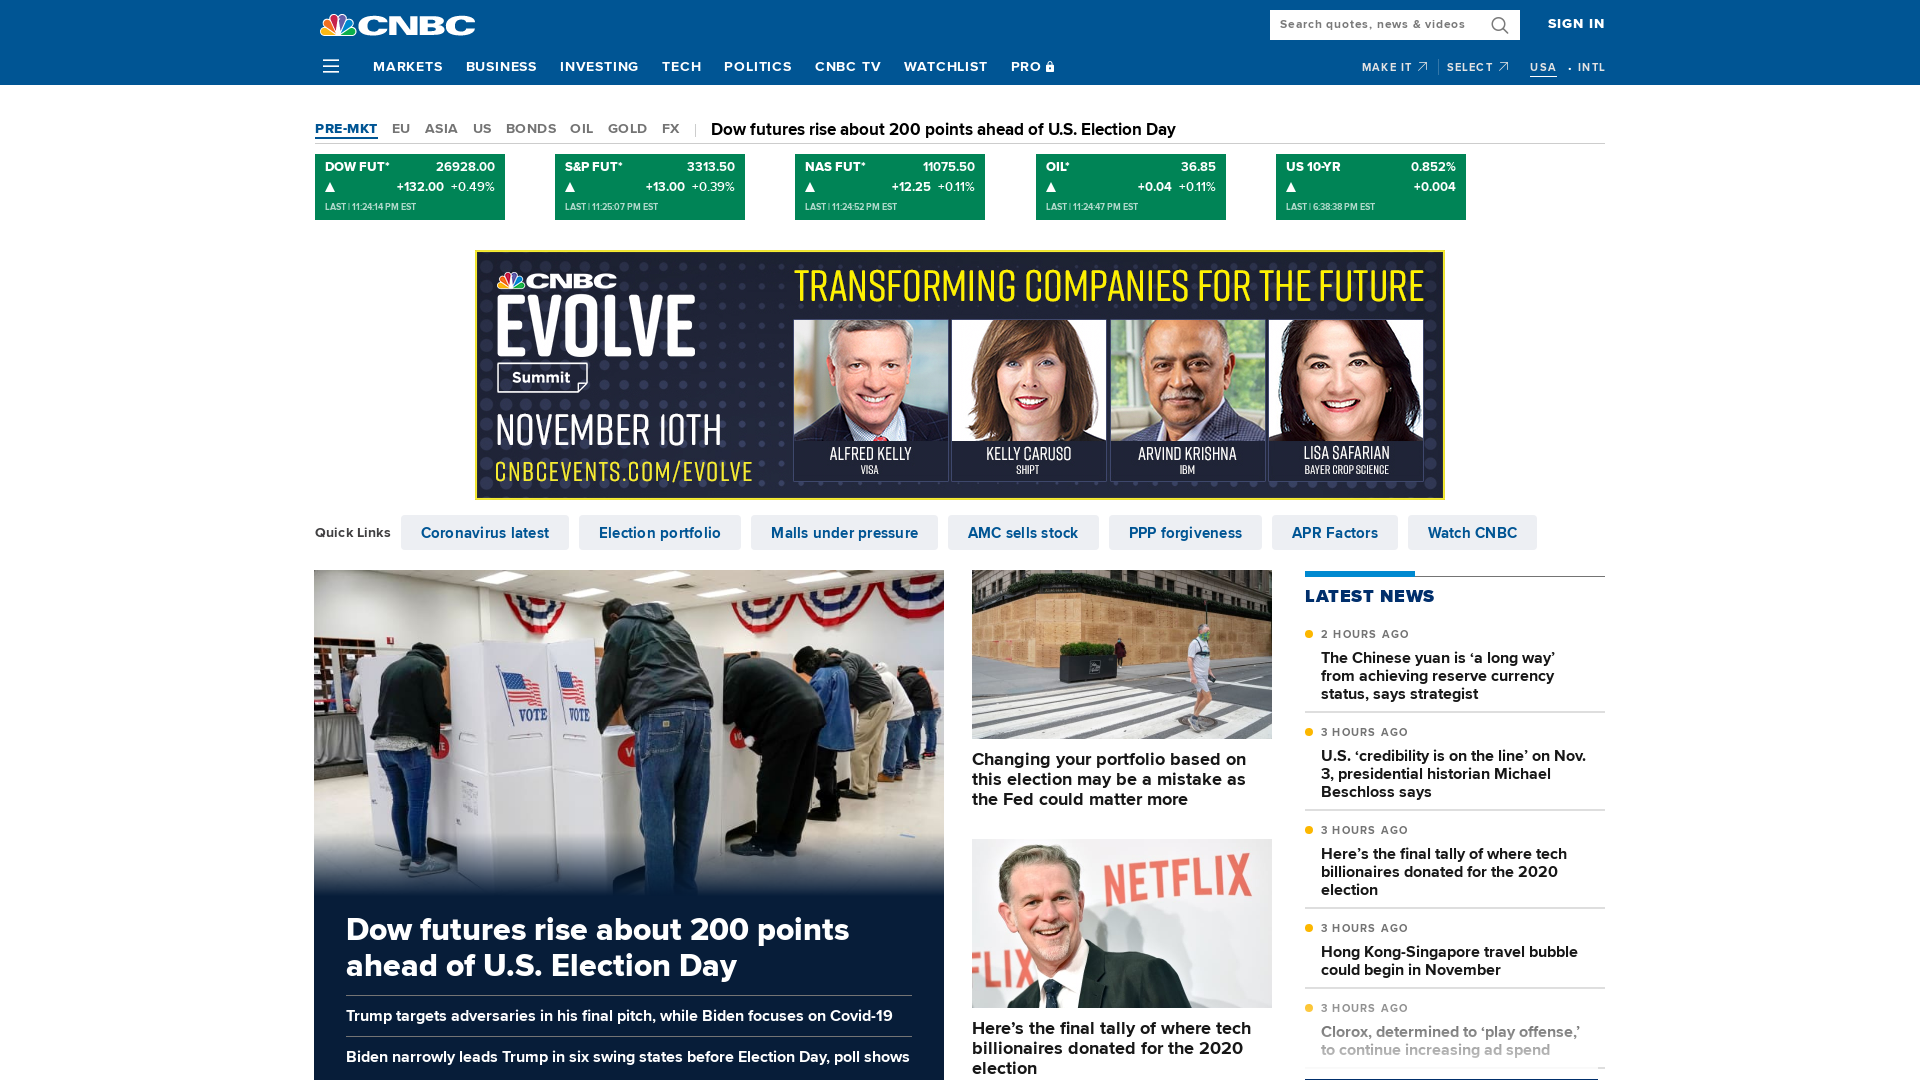 CNBC
Search quotes, news & videos
SIGN IN
MARKETS BUSINESS INVESTING TECH POLITICS CNBC TV WATCHLIST PRO
MAKE IT SELECT USA • INTL
PRE-MKT EU ASIA US BONDS OIL GOLD FX
Dow futures rise about 200 points ahead of U.S. Election Day
DOW FUT* 26928.00
+132.00 +0.49%
LAST | 11:24:14 PM EST
S&P FUT* 3313.50
+13.00 +0.39%
LAST | 11:25:07 PM EST
NAS FUT* 11075.50
+12.25 +0.11%
LAST | 11:24:52 PM EST
OIL* 36.85
+0.04 +0.11%
LAST | 11:24:47 PM EST
US 10-YR 0.852%
+0.004
LAST | 6:38:38 PM EST
CNBC
EVOLVE
Summit
NOVEMBER 10TH
CNBCEVENTS.COM/EVOLVE
TRANSFORMING COMPANIES FOR THE FUTURE
ALFRED KELLY
VISA
KELLY CARUSO
SHIPT
ARVIND KRISHNA
IBM
LISA SAFARIAN
BAYER CROP SCIENCE
Quick Links
Coronavirus latest
Election portfolio
Malls under pressure
AMC sells stock
PPP forgiveness
APR Factors
Watch CNBC
VOTE
VOTE
Dow futures rise about 200 points
ahead of U.S. Election Day
Trump targets adversaries in his final pitch, while Biden focuses on Covid-19
Biden narrowly leads Trump in six swing states before Election Day, poll shows
Changing your portfolio based on
this election may be a mistake as
the Fed could matter more
NETFLIX
FLIX
Here’s the final tally of where tech
billionaires donated for the 2020
election
LATEST NEWS
2 HOURS AGO
The Chinese yuan is ‘a long way’
from achieving reserve currency
status, says strategist
3 HOURS AGO
U.S. ‘credibility is on the line’ on Nov.
3, presidential historian Michael
Beschloss says
3 HOURS AGO
Here’s the final tally of where tech
billionaires donated for the 2020
election
3 HOURS AGO
Hong Kong-Singapore travel bubble
could begin in November
3 HOURS AGO
Clorox, determined to ‘play offense,’
to continue increasing ad spend